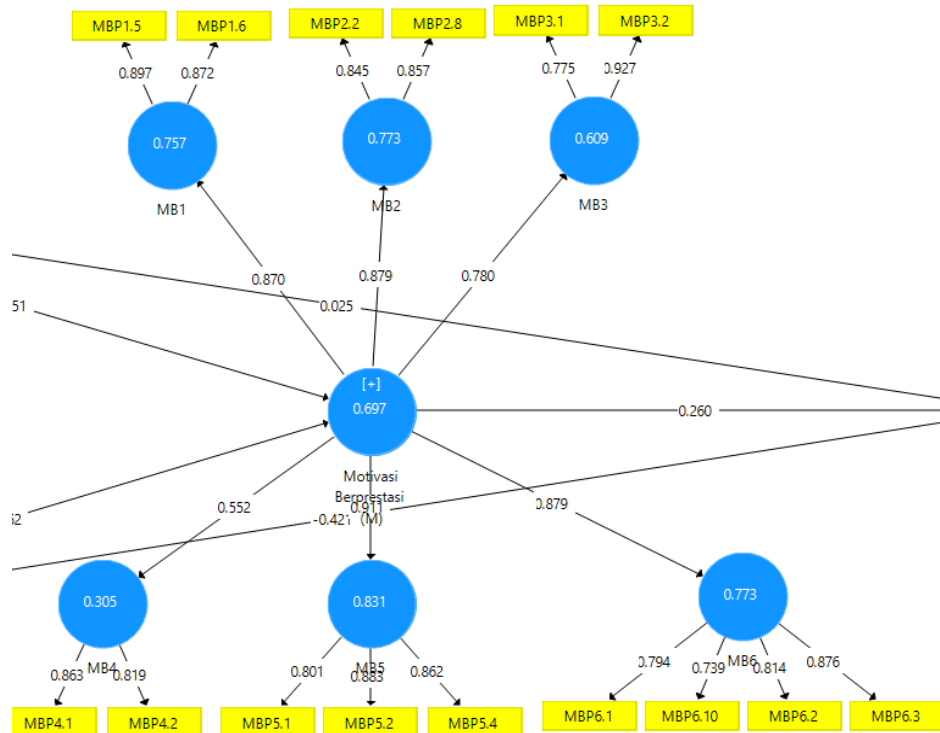 MBP1.5 MBP1.6 MBP2.2 MBP2.8 MBP3.1 MBP3.2
0.897 0.872 0.845 0.857 0.775 0.927
0.757 0.773 0.609
MB1 MB2 MB3
0.870 0.879 0.780
51 0.025
[+]
0.697 0.260
Motivasi
Berprestasi
(M)
0.911
0.552 0.879
52 -0.421
0.305 0.831 0.773
MB4 MB5 MB6
0.863 0.819 0.801 0.883 0.862 0.794 0.739 0.814 0.876
MBP4.1 MBP4.2 MBP5.1 MBP5.2 MBP5.4 MBP6.1 MBP6.10 MBP6.2 MBP6.3